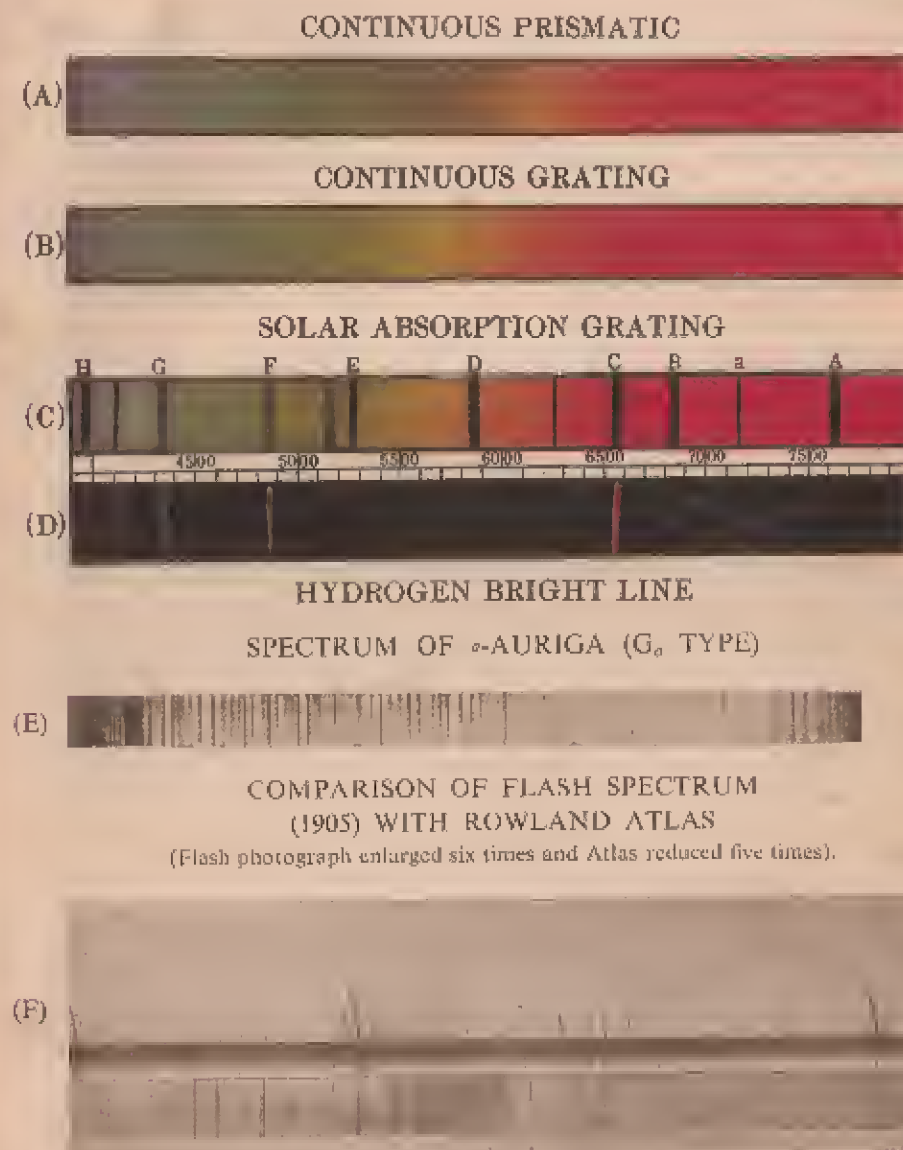 CONTINUOUS PRISMATIC
(A)
CONTINUOUS GRATING
(B)
SOLAR ABSORPTION GRATING
H G F E D C B a A
(C)
4500 5000 5500 6000 6500 7000 7500
(D)
HYDROGEN BRIGHT LINE
SPECTRUM OF -AURIGA (G₀ TYPE)
(E)
COMPARISON OF FLASH SPECTRUM
(1905) WITH ROWLAND ATLAS
(Flash photograph enlarged six times and Atlas reduced five times).
(F)